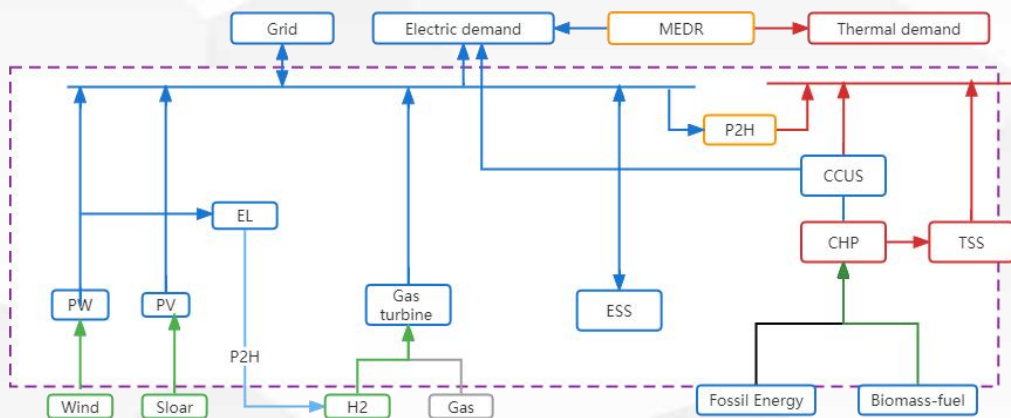 Grid
Electric demand
MEDR
Thermal demand
P2H
CCUS
EL
CHP
TSS
PW
PV
Gas
turbine
ESS
P2H
Wind
Sloar
H2
Gas
Fossil Energy
Biomass-fuel